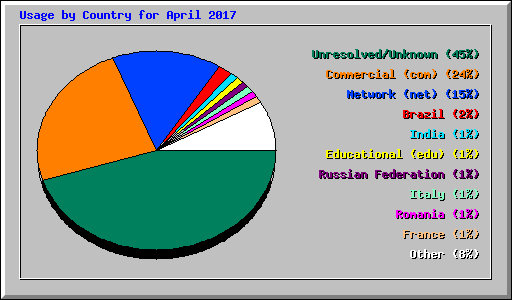 Usage by Country for April 2017
Unresolved/Unknown (45%)
Commercial (com) (24%)
Network (net) (15%)
Brazil (2%)
India (1%)
Educational (edu) (1%)
Russian Federation (1%)
Italy (1%)
Romania (1%)
France (1%)
Other (8%)